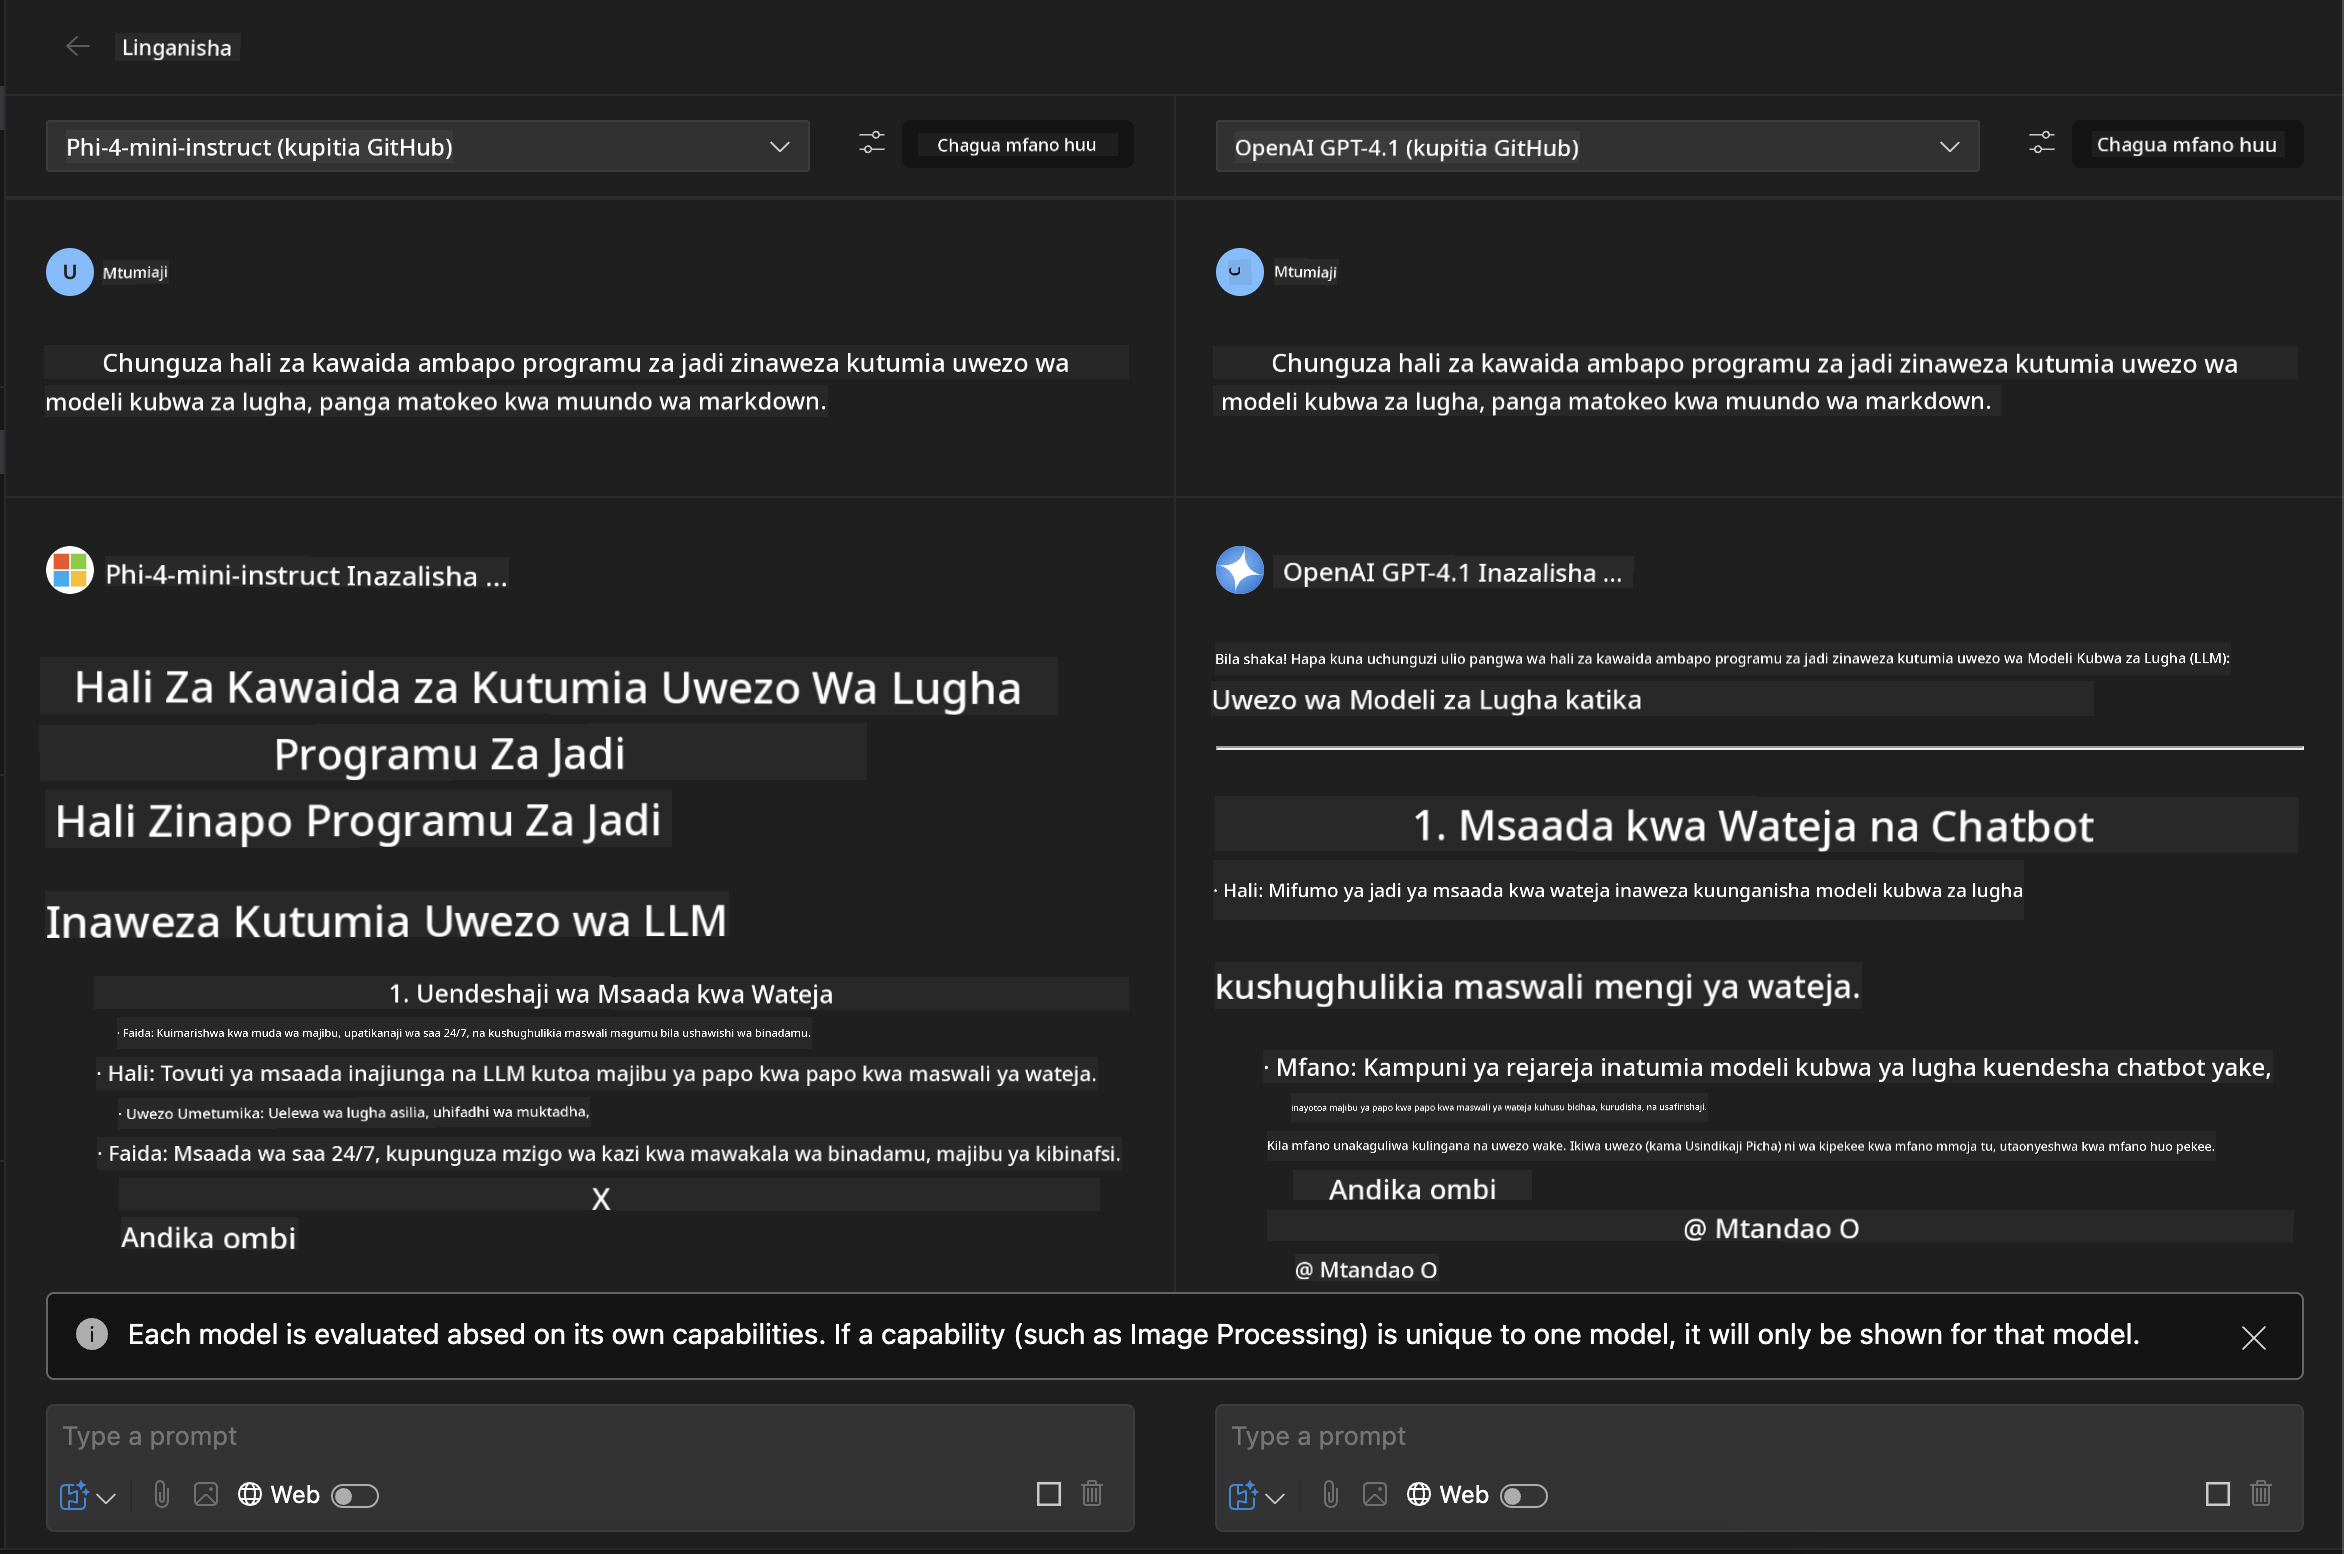 Linganisha
Phi-4-mini-instruct (kupitia GitHub)
Chagua mfano huu
OpenAI GPT-4.1 (kupitia GitHub)
Chagua mfano huu
U Mtumiaji
Chunguza hali za kawaida ambapo programu za jadi zinaweza kutumia uwezo wa
modeli kubwa za lugha, panga matokeo kwa muundo wa markdown.
Phi-4-mini-instruct Inazalisha ...
Hali Za Kawaida za Kutumia Uwezo Wa Lugha
Programu Za Jadi
Hali Zinapo Programu Za Jadi
Inaweza Kutumia Uwezo wa LLM
1. Uendeshaji wa Msaada kwa Wateja
· Faida: Kuimarishwa kwa muda wa majibu, upatikanaji wa saa 24/7, na kushughulikia maswali magumu bila ushawishi wa binadamu.
· Hali: Tovuti ya msaada inajiunga na LLM kutoa majibu ya papo kwa papo kwa maswali ya wateja.
· Uwezo Umetumika: Uelewa wa lugha asilia, uhifadhi wa muktadha,
· Faida: Msaada wa saa 24/7, kupunguza mzigo wa kazi kwa mawakala wa binadamu, majibu ya kibinafsi.
X
Andika ombi
Mtumiaji
Chunguza hali za kawaida ambapo programu za jadi zinaweza kutumia uwezo wa
modeli kubwa za lugha, panga matokeo kwa muundo wa markdown.
OpenAI GPT-4.1 Inazalisha ...
Bila shaka! Hapa kuna uchunguzi ulio pangwa wa hali za kawaida ambapo programu za jadi zinaweza kutumia uwezo wa Modeli Kubwa za Lugha (LLM):
Uwezo wa Modeli za Lugha katika
1. Msaada kwa Wateja na Chatbot
· Hali: Mifumo ya jadi ya msaada kwa wateja inaweza kuunganisha modeli kubwa za lugha
kushughulikia maswali mengi ya wateja.
· Mfano: Kampuni ya rejareja inatumia modeli kubwa ya lugha kuendesha chatbot yake,
inayotoa majibu ya papo kwa papo kwa maswali ya wateja kuhusu bidhaa, kurudisha, na usafirishaji.
Kila mfano unakaguliwa kulingana na uwezo wake. Ikiwa uwezo (kama Usindikaji Picha) ni wa kipekee kwa mfano mmoja tu, utaonyeshwa kwa mfano huo pekee.
Andika ombi
@ Mtandao O
@ Mtandao O
Each model is evaluated absed on its own capabilities. If a capability (such as Image Processing) is unique to one model, it will only be shown for that model.
Type a prompt
Web
Type a prompt
Web